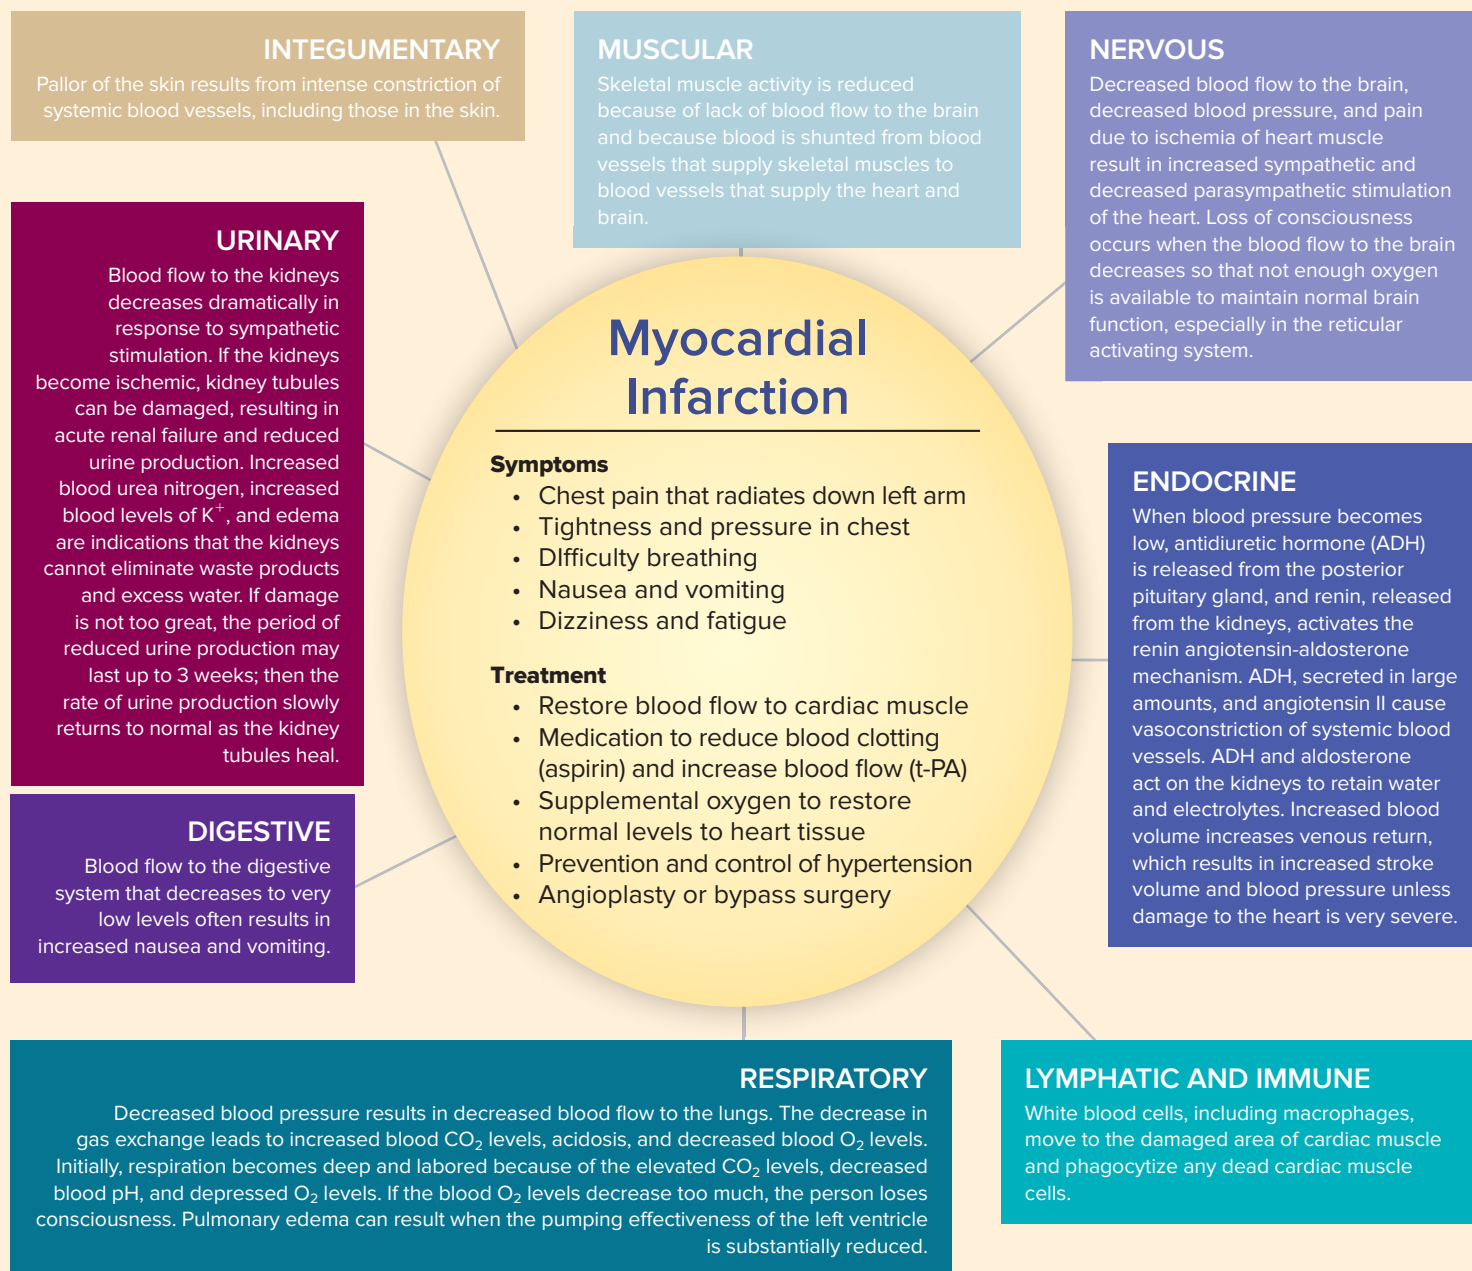 INTEGUMENTARY
Pallor of the skin results from intense constriction of
systemic blood vessels, including those in the skin.
MUSCULAR
Skeletal muscle activity is reduced
because of lack of blood flow to the brain
and because blood is shunted from blood
vessels that supply skeletal muscles to
blood vessels that supply the heart and
brain.
NERVOUS
Decreased blood flow to the brain,
decreased blood pressure, and pain
due to ischemia of heart muscle
result in increased sympathetic and
decreased parasympathetic stimulation
of the heart. Loss of consciousness
occurs when the blood flow to the brain
decreases so that not enough oxygen
is available to maintain normal brain
function, especially in the reticular
activating system.
URINARY
Blood flow to the kidneys
decreases dramatically in
response to sympathetic
stimulation. If the kidneys
become ischemic, kidney tubules
can be damaged, resulting in
acute renal failure and reduced
urine production. Increased
blood urea nitrogen, increased
blood levels of K⁺, and edema
are indications that the kidneys
cannot eliminate waste products
and excess water. If damage
is not too great, the period of
reduced urine production may
last up to 3 weeks; then the
rate of urine production slowly
returns to normal as the kidney
tubules heal.
Myocardial
Infarction
Symptoms
• Chest pain that radiates down left arm
• Tightness and pressure in chest
• DIfficulty breathing
• Nausea and vomiting
• Dizziness and fatigue
Treatment
• Restore blood flow to cardiac muscle
• Medication to reduce blood clotting
(aspirin) and increase blood flow (t-PA)
• Supplemental oxygen to restore
normal levels to heart tissue
• Prevention and control of hypertension
• Angioplasty or bypass surgery
ENDOCRINE
When blood pressure becomes
low, antidiuretic hormone (ADH)
is released from the posterior
pituitary gland, and renin, released
from the kidneys, activates the
renin angiotensin-aldosterone
mechanism. ADH, secreted in large
amounts, and angiotensin II cause
vasoconstriction of systemic blood
vessels. ADH and aldosterone
act on the kidneys to retain water
and electrolytes. Increased blood
volume increases venous return,
which results in increased stroke
volume and blood pressure unless
damage to the heart is very severe.
DIGESTIVE
Blood flow to the digestive
system that decreases to very
low levels often results in
increased nausea and vomiting.
RESPIRATORY
Decreased blood pressure results in decreased blood flow to the lungs. The decrease in
gas exchange leads to increased blood CO₂ levels, acidosis, and decreased blood O₂ levels.
Initially, respiration becomes deep and labored because of the elevated CO₂ levels, decreased
blood pH, and depressed O₂ levels. If the blood O₂ levels decrease too much, the person loses
consciousness. Pulmonary edema can result when the pumping effectiveness of the left ventricle
is substantially reduced.
LYMPHATIC AND IMMUNE
White blood cells, including macrophages,
move to the damaged area of cardiac muscle
and phagocytize any dead cardiac muscle
cells.